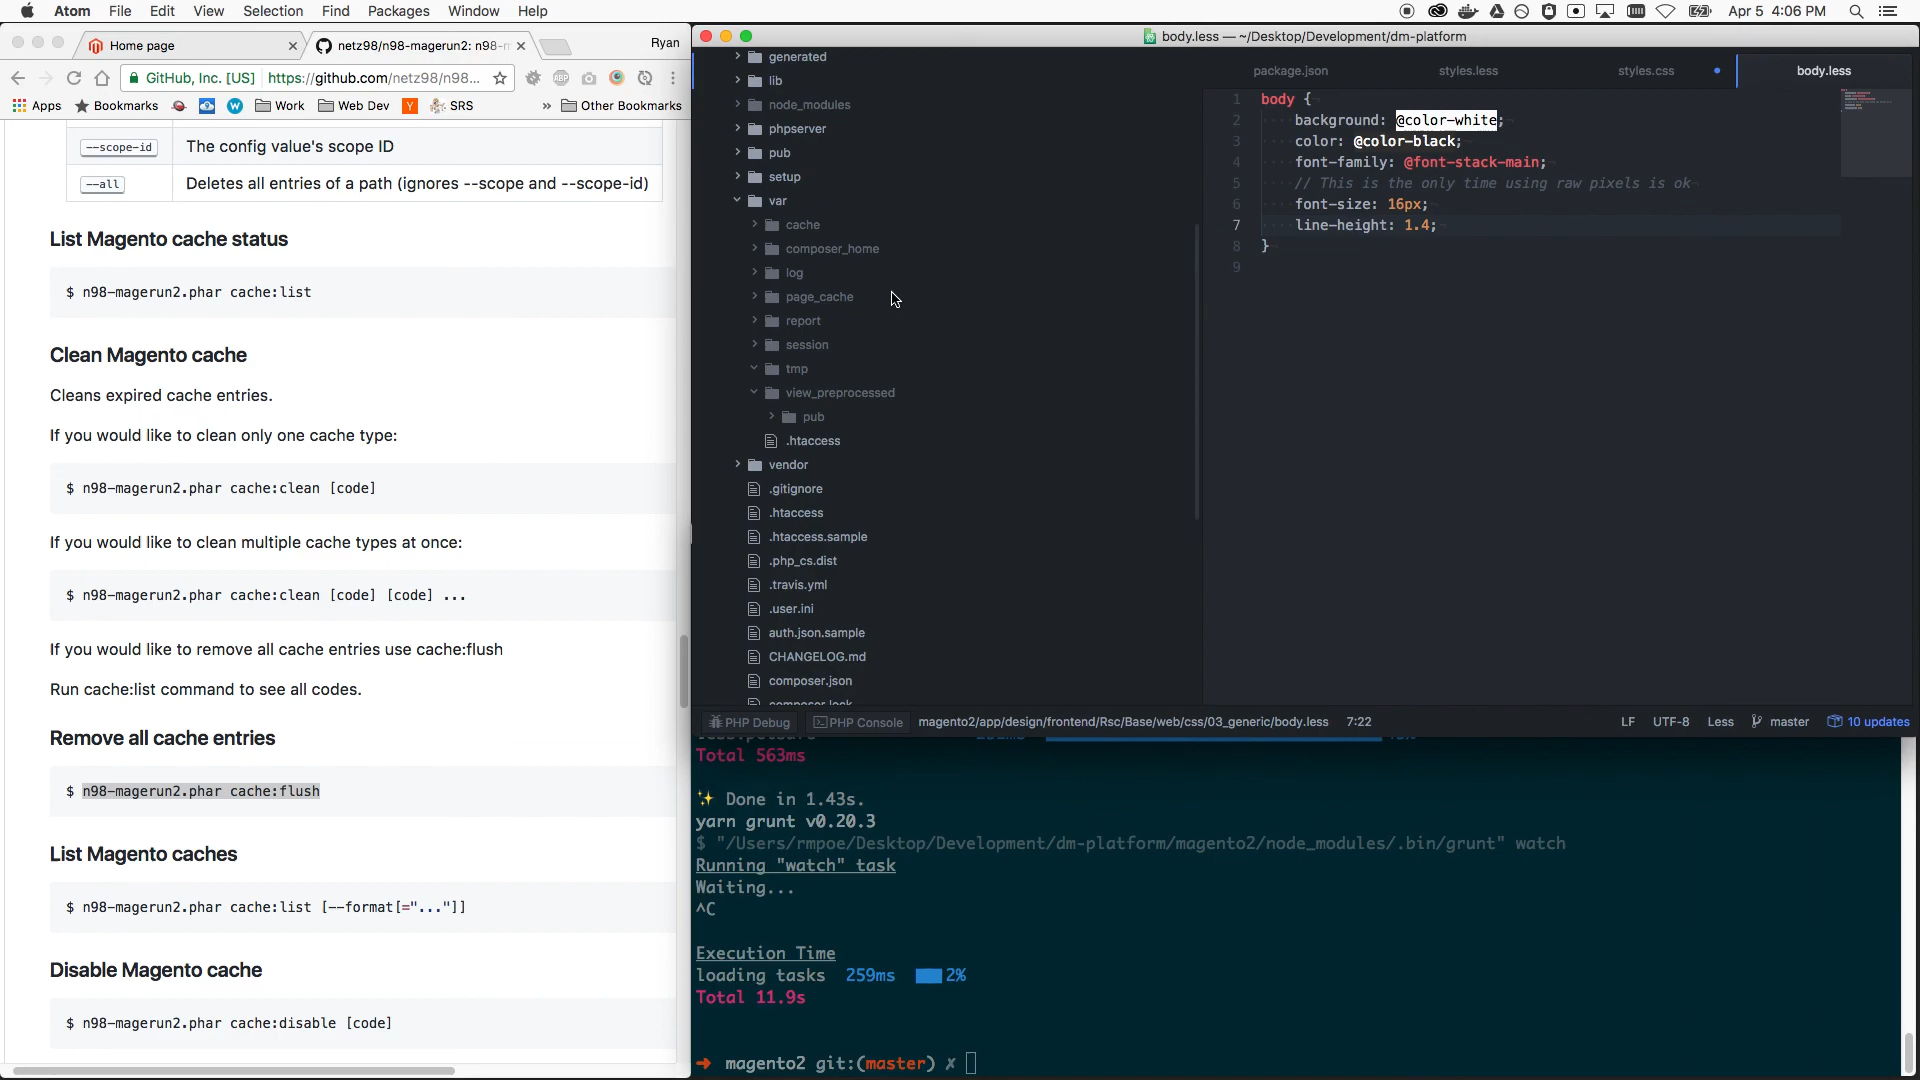 Atom File Edit View Selection Find Packages Window Help
Apr 5 4:06 PM
Home page
netz98/n98-magerun2: n98-m
Ryan
GitHub, Inc. [US] https://github.com/netz98/n98...
Apps Bookmarks Work Web Dev SRS » Other Bookmarks
--scope-id The config value's scope ID
--all Deletes all entries of a path (ignores --scope and --scope-id)
List Magento cache status
$ n98-magerun2.phar cache:list
Clean Magento cache
Cleans expired cache entries.
If you would like to clean only one cache type:
$ n98-magerun2.phar cache:clean [code]
If you would like to clean multiple cache types at once:
$ n98-magerun2.phar cache:clean [code] [code] ...
If you would like to remove all cache entries use cache:flush
Run cache:list command to see all codes.
Remove all cache entries
$ n98-magerun2.phar cache:flush
List Magento caches
$ n98-magerun2.phar cache:list [--format[="..."]]
Disable Magento cache
$ n98-magerun2.phar cache:disable [code]
body.less — ~/Desktop/Development/dm-platform
generated
lib
node_modules
phpserver
pub
setup
var
cache
composer_home
log
page_cache
report
session
tmp
view_preprocessed
pub
.htaccess
vendor
.gitignore
.htaccess
.htaccess.sample
.php_cs.dist
.travis.yml
.user.ini
auth.json.sample
CHANGELOG.md
composer.json
composer.lock
package.json styles.less styles.css body.less
1 body {
2 background: @color-white;
3 color: @color-black;
4 font-family: @font-stack-main;
5 // This is the only time using raw pixels is ok
6 font-size: 16px;
7 line-height: 1.4;
8 }
9
PHP Debug PHP Console magento2/app/design/frontend/Rsc/Base/web/css/03_generic/body.less 7:22 LF UTF-8 Less master 10 updates
Total 563ms
✨ Done in 1.43s.
yarn grunt v0.20.3
$ "/Users/rmpoe/Desktop/Development/dm-platform/magento2/node_modules/.bin/grunt" watch
Running "watch" task
Waiting...
^C
Execution Time
loading tasks 259ms 2%
Total 11.9s
➜ magento2 git:(master) ✗